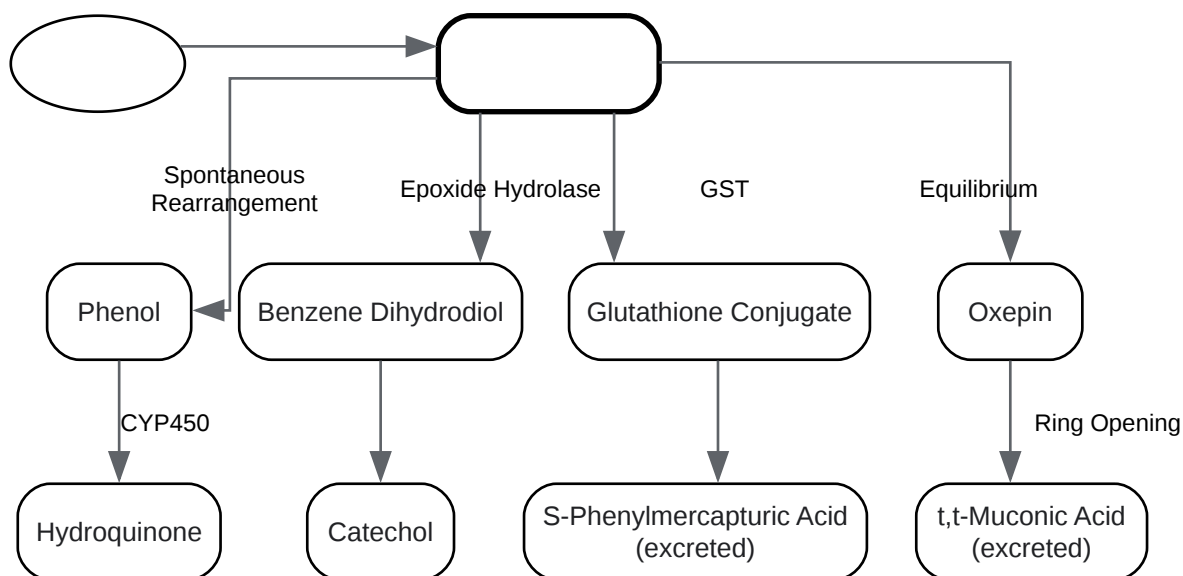 Spontaneous
Rearrangement
Epoxide Hydrolase
GST
Equilibrium
Phenol
Benzene Dihydrodiol
Glutathione Conjugate
Oxepin
CYP450
Ring Opening
Hydroquinone
Catechol
S-Phenylmercapturic Acid
(excreted)
t,t-Muconic Acid
(excreted)